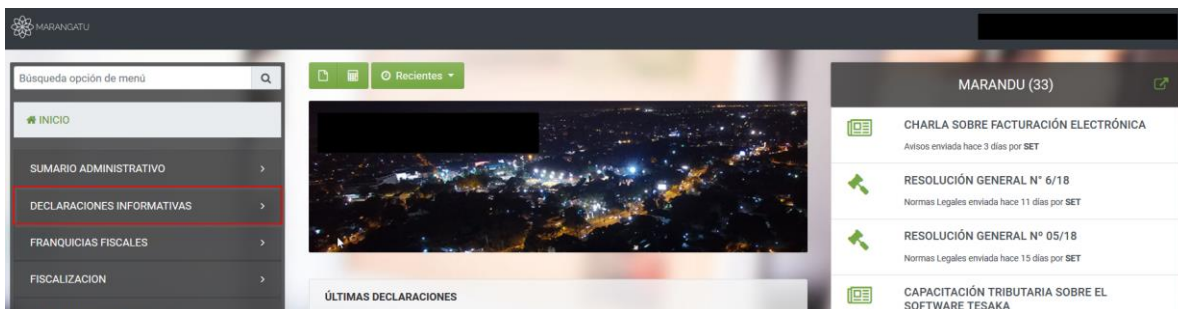 MARANGATU
Búsqueda opción de menú
INICIO
SUMARIO ADMINISTRATIVO
DECLARACIONES INFORMATIVAS
FRANQUICIAS FISCALES
FISCALIZACION
Recientes
ÚLTIMAS DECLARACIONES
MARANDU (33)
CHARLA SOBRE FACTURACIÓN ELECTRÓNICA
Avisos enviada hace 3 días por SET
RESOLUCIÓN GENERAL N° 6/18
Normas Legales enviada hace 11 días por SET
RESOLUCIÓN GENERAL Nº 05/18
Normas Legales enviada hace 15 días por SET
CAPACITACIÓN TRIBUTARIA SOBRE EL
SOFTWARE TESAKA